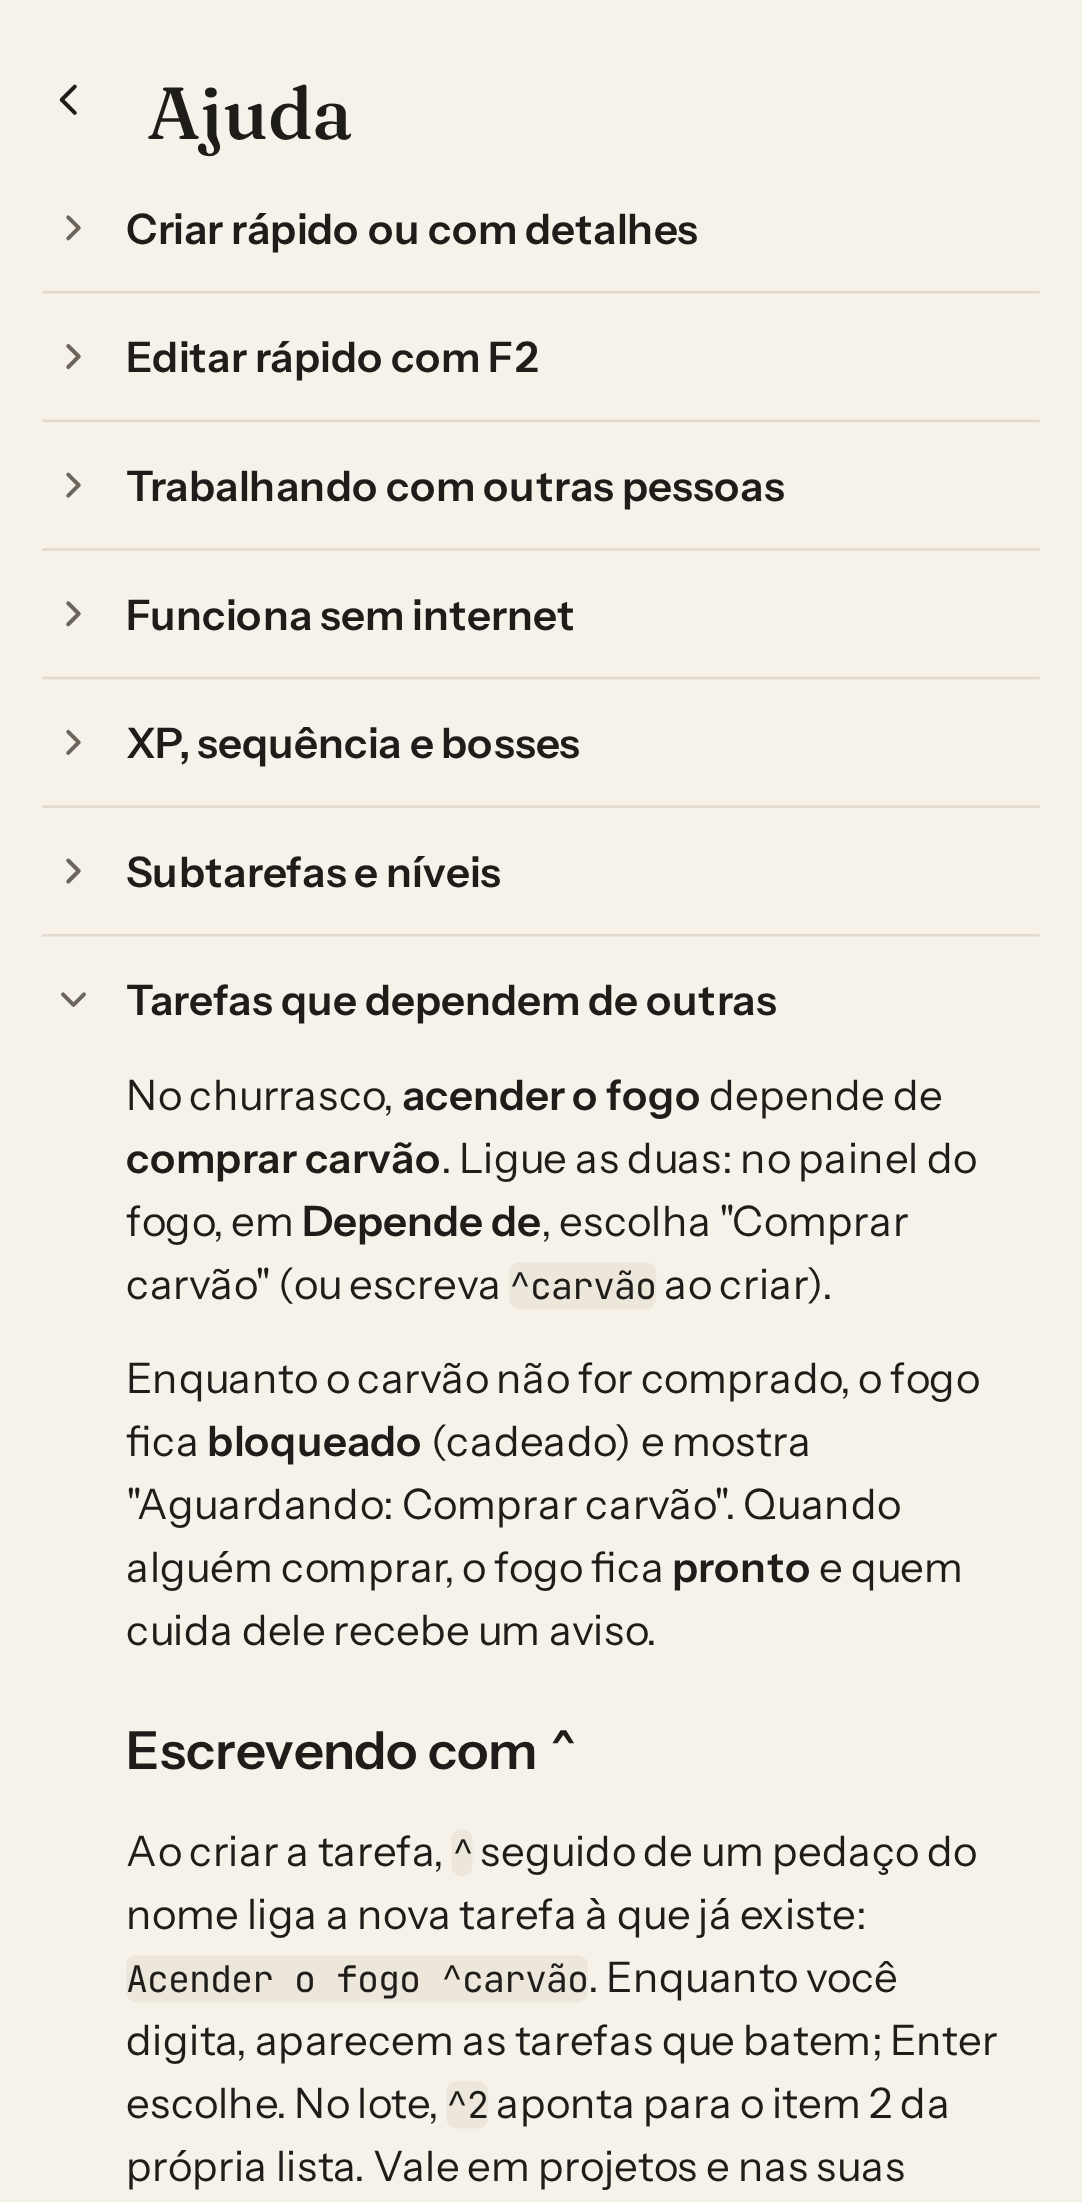 Ajuda
Criar rápido ou com detalhes
Editar rápido com F2
Trabalhando com outras pessoas
Funciona sem internet
XP, sequência e bosses
Subtarefas e níveis
Tarefas que dependem de outras
No churrasco, acender o fogo depende de
comprar carvão. Ligue as duas: no painel do
fogo, em Depende de, escolha "Comprar
carvão" (ou escreva ^carvão ao criar).
Enquanto o carvão não for comprado, o fogo
fica bloqueado (cadeado) e mostra
"Aguardando: Comprar carvão". Quando
alguém comprar, o fogo fica pronto e quem
cuida dele recebe um aviso.
Escrevendo com ^
Ao criar a tarefa, ^ seguido de um pedaço do
nome liga a nova tarefa à que já existe:
Acender o fogo ^carvão. Enquanto você
digita, aparecem as tarefas que batem; Enter
escolhe. No lote, ^2 aponta para o item 2 da
própria lista. Vale em projetos e nas suas